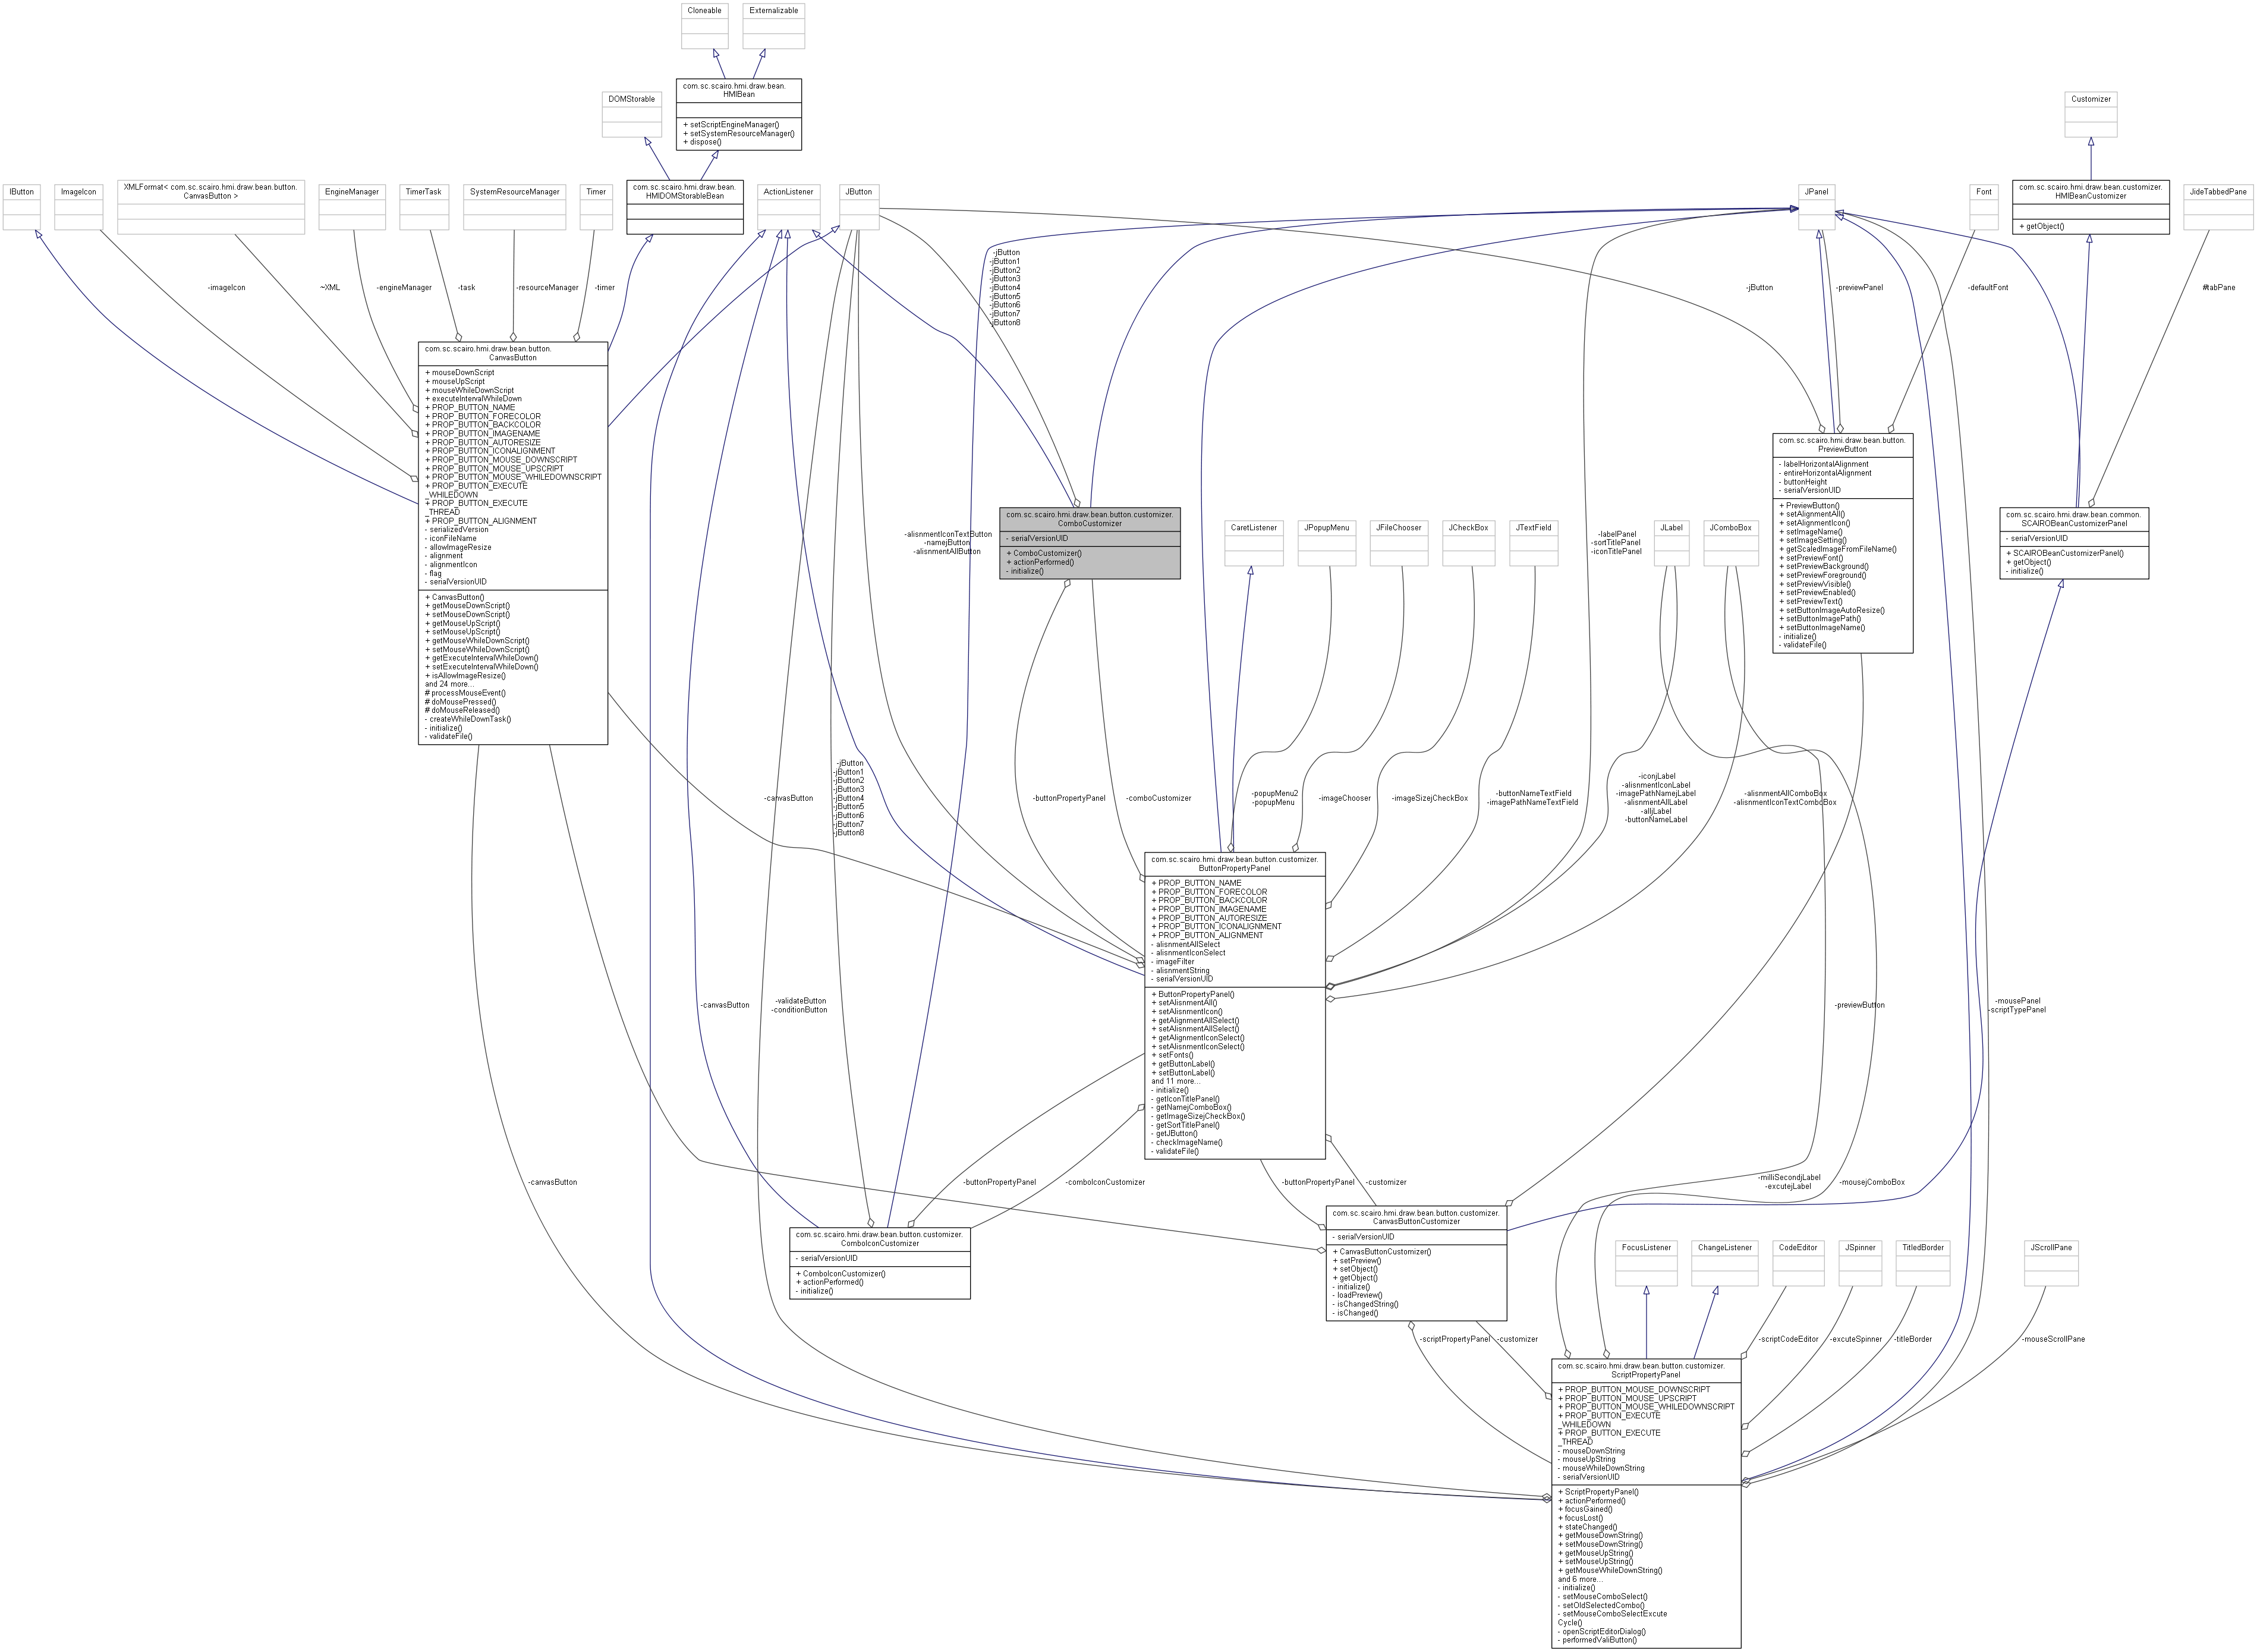 Cloneable
Externalizable
com.sc.scairo.hmi.draw.bean.
HMIBean
+ setScriptEngineManager()
+ setSystemResourceManager()
+ dispose()
DOMStorable
Customizer
IButton
ImageIcon
XMLFormat< com.sc.scairo.hmi.draw.bean.button.
CanvasButton >
EngineManager
TimerTask
SystemResourceManager
Timer
com.sc.scairo.hmi.draw.bean.
HMIDOMStorableBean
ActionListener
JButton
JPanel
Font
com.sc.scairo.hmi.draw.bean.customizer.
HMIBeanCustomizer
+ getObject()
JideTabbedPane
-imageIcon
~XML
-engineManager
-task
-resourceManager
-timer
-jButton
-jButton1
-jButton2
-jButton3
-jButton4
-jButton5
-jButton6
-jButton7
-jButton8
-jButton
-previewPanel
-defaultFont
#tabPane
com.sc.scairo.hmi.draw.bean.button.
CanvasButton
+ mouseDownScript
+ mouseUpScript
+ mouseWhileDownScript
+ executeIntervalWhileDown
+ PROP_BUTTON_NAME
+ PROP_BUTTON_FORECOLOR
+ PROP_BUTTON_BACKCOLOR
+ PROP_BUTTON_IMAGENAME
+ PROP_BUTTON_AUTORESIZE
+ PROP_BUTTON_ICONALIGNMENT
+ PROP_BUTTON_MOUSE_DOWNSCRIPT
+ PROP_BUTTON_MOUSE_UPSCRIPT
+ PROP_BUTTON_MOUSE_WHILEDOWNSCRIPT
+ PROP_BUTTON_EXECUTE
_WHILEDOWN
+ PROP_BUTTON_EXECUTE
_THREAD
+ PROP_BUTTON_ALIGNMENT
- serializedVersion
- iconFileName
- allowImageResize
- alignment
- alignmentIcon
- flag
- serialVersionUID
+ CanvasButton()
+ getMouseDownScript()
+ setMouseDownScript()
+ getMouseUpScript()
+ setMouseUpScript()
+ getMouseWhileDownScript()
+ setMouseWhileDownScript()
+ getExecuteIntervalWhileDown()
+ setExecuteIntervalWhileDown()
+ isAllowImageResize()
and 24 more...
# processMouseEvent()
# doMousePressed()
# doMouseReleased()
- createWhileDownTask()
- initialize()
- validateFile()
-alisnmentIconTextButton
-namejButton
-alisnmentAllButton
com.sc.scairo.hmi.draw.bean.button.customizer.
ComboCustomizer
- serialVersionUID
+ ComboCustomizer()
+ actionPerformed()
- initialize()
CaretListener
JPopupMenu
JFileChooser
JCheckBox
JTextField
-labelPanel
-sortTitlePanel
-iconTitlePanel
JLabel
JComboBox
com.sc.scairo.hmi.draw.bean.button.
PreviewButton
- labelHorizontalAlignment
- entireHorizontalAlignment
- buttonHeight
- serialVersionUID
+ PreviewButton()
+ setAlignmentAll()
+ setAlignmentIcon()
+ setImageName()
+ setImageSetting()
+ getScaledImageFromFileName()
+ setPreviewFont()
+ setPreviewBackground()
+ setPreviewForeground()
+ setPreviewVisible()
+ setPreviewEnabled()
+ setPreviewText()
+ setButtonImageAutoResize()
+ setButtonImagePath()
+ setButtonImageName()
- initialize()
- validateFile()
com.sc.scairo.hmi.draw.bean.common.
SCAIROBeanCustomizerPanel
- serialVersionUID
+ SCAIROBeanCustomizerPanel()
+ getObject()
- initialize()
-canvasButton
-jButton
-jButton1
-jButton2
-jButton3
-jButton4
-jButton5
-jButton6
-jButton7
-jButton8
-buttonPropertyPanel
-comboCustomizer
-popupMenu2
-popupMenu
-imageChooser
-imageSizejCheckBox
-buttonNameTextField
-imagePathNameTextField
-iconjLabel
-alisnmentIconLabel
-imagePathNamejLabel
-alisnmentAllLabel
-alljLabel
-buttonNameLabel
-alisnmentAllComboBox
-alisnmentIconTextComboBox
com.sc.scairo.hmi.draw.bean.button.customizer.
ButtonPropertyPanel
+ PROP_BUTTON_NAME
+ PROP_BUTTON_FORECOLOR
+ PROP_BUTTON_BACKCOLOR
+ PROP_BUTTON_IMAGENAME
+ PROP_BUTTON_AUTORESIZE
+ PROP_BUTTON_ICONALIGNMENT
+ PROP_BUTTON_ALIGNMENT
- alisnmentAllSelect
- alisnmentIconSelect
- imageFilter
- alisnmentString
- serialVersionUID
+ ButtonPropertyPanel()
+ setAlisnmentAll()
+ setAlisnmentIcon()
+ getAlignmentAllSelect()
+ setAlisnmentAllSelect()
+ getAlignmentIconSelect()
+ setAlisnmentIconSelect()
+ setFonts()
+ getButtonLabel()
+ setButtonLabel()
and 11 more...
- initialize()
- getIconTitlePanel()
- getNamejComboBox()
- getImageSizejCheckBox()
- getSortTitlePanel()
- getJButton()
- checkImageName()
- validateFile()
-canvasButton
-validateButton
-conditionButton
-previewButton
-mousePanel
-scriptTypePanel
-canvasButton
-buttonPropertyPanel
-comboIconCustomizer
-buttonPropertyPanel
-customizer
-milliSecondjLabel
-excutejLabel
-mousejComboBox
com.sc.scairo.hmi.draw.bean.button.customizer.
ComboIconCustomizer
- serialVersionUID
+ ComboIconCustomizer()
+ actionPerformed()
- initialize()
com.sc.scairo.hmi.draw.bean.button.customizer.
CanvasButtonCustomizer
- serialVersionUID
+ CanvasButtonCustomizer()
+ setPreview()
+ setObject()
+ getObject()
- initialize()
- loadPreview()
- isChangedString()
- isChanged()
FocusListener
ChangeListener
CodeEditor
JSpinner
TitledBorder
JScrollPane
-scriptPropertyPanel
-customizer
-scriptCodeEditor
-excuteSpinner
-titleBorder
-mouseScrollPane
com.sc.scairo.hmi.draw.bean.button.customizer.
ScriptPropertyPanel
+ PROP_BUTTON_MOUSE_DOWNSCRIPT
+ PROP_BUTTON_MOUSE_UPSCRIPT
+ PROP_BUTTON_MOUSE_WHILEDOWNSCRIPT
+ PROP_BUTTON_EXECUTE
_WHILEDOWN
+ PROP_BUTTON_EXECUTE
_THREAD
- mouseDownString
- mouseUpString
- mouseWhileDownString
- serialVersionUID
+ ScriptPropertyPanel()
+ actionPerformed()
+ focusGained()
+ focusLost()
+ stateChanged()
+ getMouseDownString()
+ setMouseDownString()
+ getMouseUpString()
+ setMouseUpString()
+ getMouseWhileDownString()
and 6 more...
- initialize()
- setMouseComboSelect()
- setOldSelectedCombo()
- setMouseComboSelectExcute
Cycle()
- openScriptEditorDialog()
- performedValiButton()